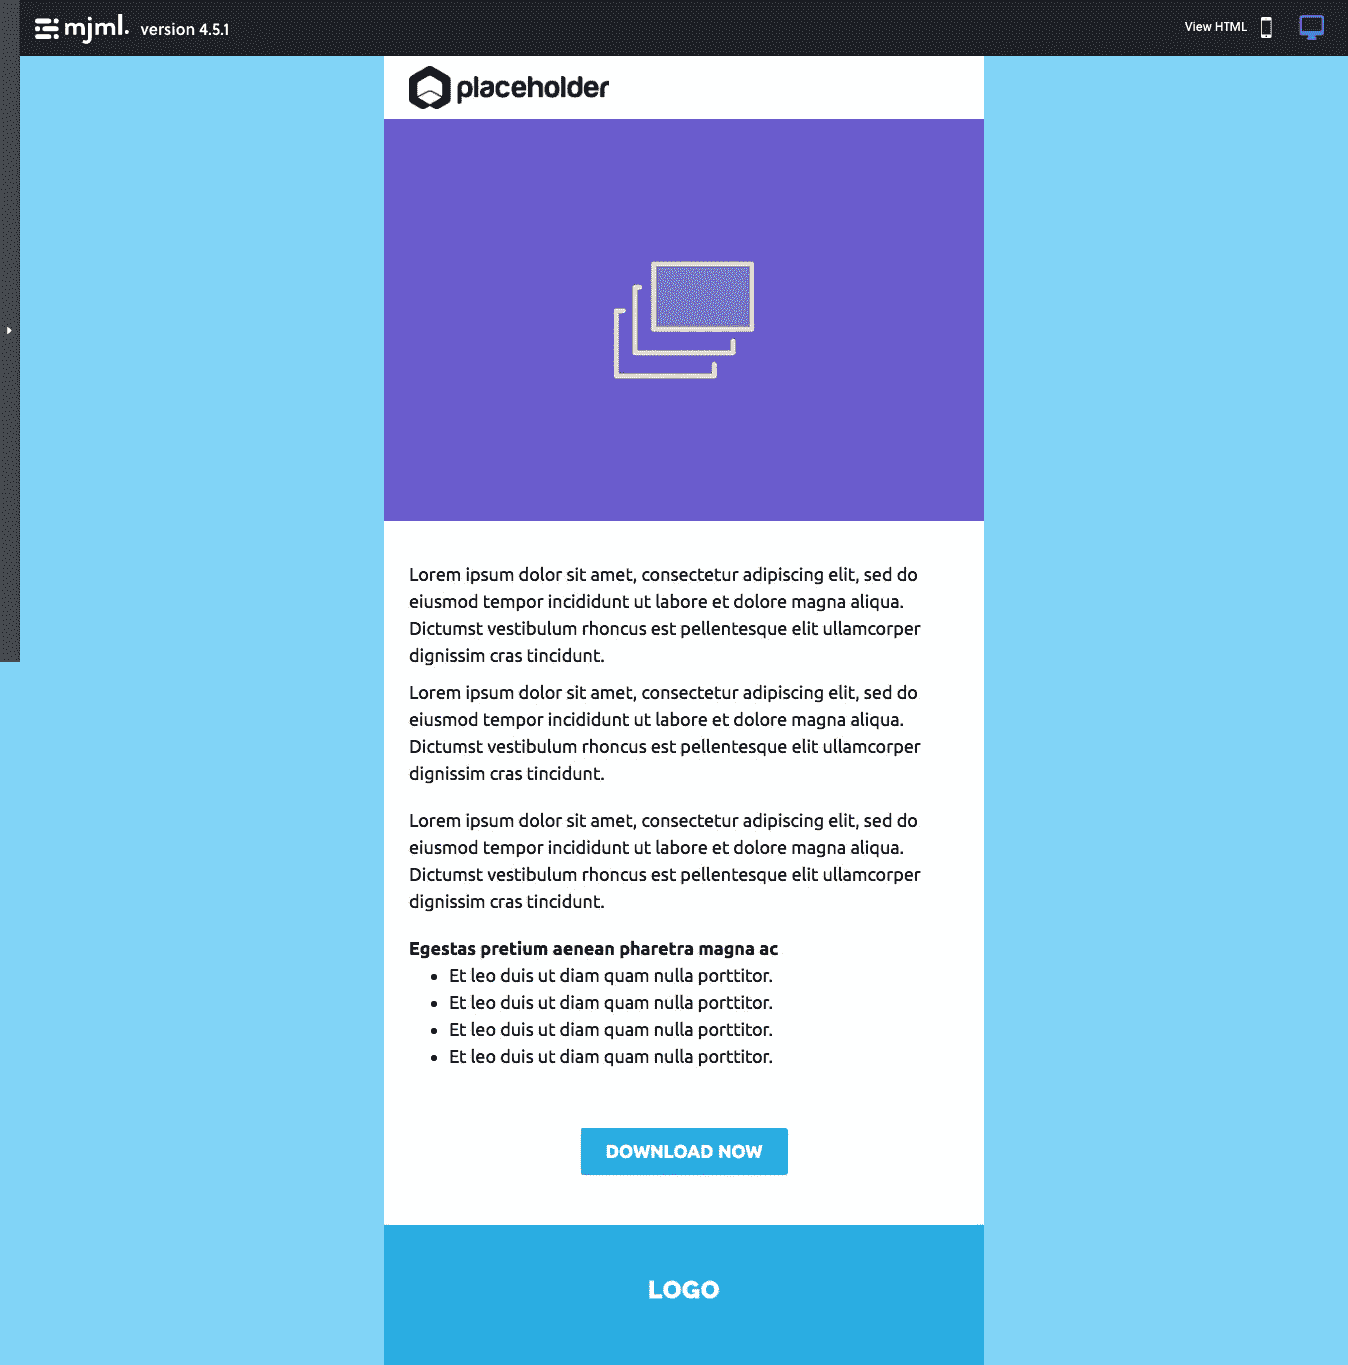 mjml. version 4.5.1
View HTML
placeholder
Lorem ipsum dolor sit amet, consectetur adipiscing elit, sed do
eiusmod tempor incididunt ut labore et dolore magna aliqua.
Dictumst vestibulum rhoncus est pellentesque elit ullamcorper
dignissim cras tincidunt.
Lorem ipsum dolor sit amet, consectetur adipiscing elit, sed do
eiusmod tempor incididunt ut labore et dolore magna aliqua.
Dictumst vestibulum rhoncus est pellentesque elit ullamcorper
dignissim cras tincidunt.
Lorem ipsum dolor sit amet, consectetur adipiscing elit, sed do
eiusmod tempor incididunt ut labore et dolore magna aliqua.
Dictumst vestibulum rhoncus est pellentesque elit ullamcorper
dignissim cras tincidunt.
Egestas pretium aenean pharetra magna ac
• Et leo duis ut diam quam nulla porttitor.
• Et leo duis ut diam quam nulla porttitor.
• Et leo duis ut diam quam nulla porttitor.
• Et leo duis ut diam quam nulla porttitor.
DOWNLOAD NOW
LOGO